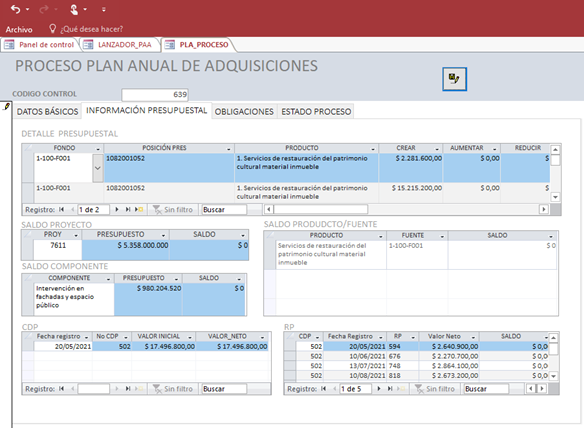 Archivo ¿Qué desea hacer?
Panel de control LANZADOR_PAA PLA_PROCESO
PROCESO PLAN ANUAL DE ADQUISICIONES
CODIGO CONTROL 639
DATOS BÁSICOS INFORMACIÓN PRESUPUESTAL OBLIGACIONES ESTADO PROCESO
DETALLE PRESUPUESTAL
FONDO POSICIÓN PRES PRODUCTO CREAR AUMENTAR REDUCIR
1-100-F001 1082001052 1. Servicios de restauración del patrimonio $ 2.281.600,00 $ 0,00 $
cultural material inmueble
1-100-F001 1082001052 1. Servicios de restauración del patrimonio $ 15.215.200,00 $ 0,00 $
cultural material inmueble
Registro: 1 de 2 Sin filtro Buscar
SALDO PROYECTO SALDO PRODUDCTO/FUENTE
PROY PRESUPUESTO SALDO
7611 $ 5.358.000.000 $ 0
PRODUCTO FUENTE SALDO
Servicios de restauración del 1-100-F001 $ 0
patrimonio cultural material
inmueble
SALDO COMPONENTE
COMPONENTE PRESUPUESTO SALDO
Intervención en $ 980.204.520 $ 0
fachadas y espacio
público
CDP
Fecha registro No CDP VALOR INICIAL VALOR_NETO
20/05/2021 502 $ 17.496.800,00 $ 17.496.800,00
Registro: Sin filtro Buscar
RP
CDP Fecha Registro RP Valor Neto SALDO
502 20/05/2021 594 $ 2.640.900,00 $ 0,0
502 10/06/2021 676 $ 2.270.700,00 $ 0,0
502 13/07/2021 748 $ 2.864.100,00 $ 0,0
502 10/08/2021 818 $ 2.673.200,00 $ 0,0
Registro: 1 de 5 Sin filtro Buscar